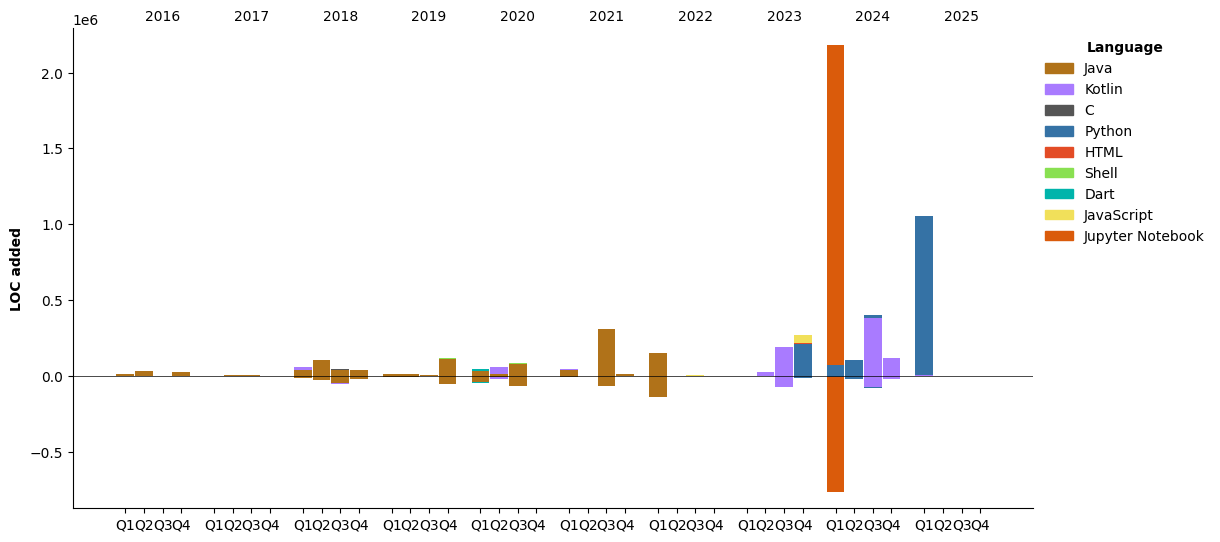 2016 2017 2018 2019 2020 2021 2022 2023 2024 2025
1e6
2.0
1.5
1.0
0.5
0.0
−0.5
LOC added
Q1Q2Q3Q4 Q1Q2Q3Q4 Q1Q2Q3Q4 Q1Q2Q3Q4 Q1Q2Q3Q4 Q1Q2Q3Q4 Q1Q2Q3Q4 Q1Q2Q3Q4 Q1Q2Q3Q4 Q1Q2Q3Q4
Language
Java
Kotlin
C
Python
HTML
Shell
Dart
JavaScript
Jupyter Notebook